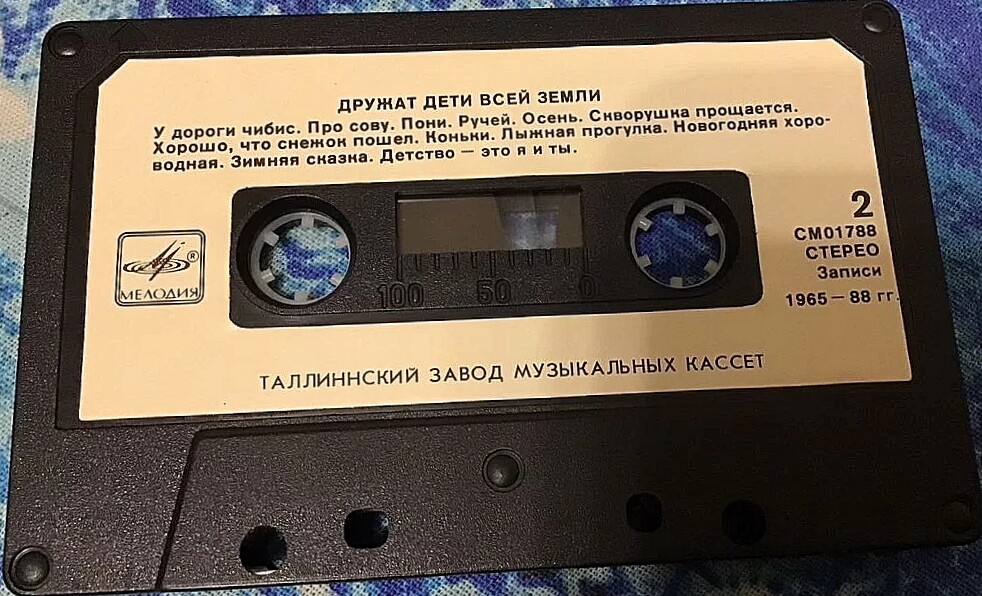 ДРУЖАТ ДЕТИ ВСЕЙ ЗЕМЛИ
У дороги чибис. Про сову. Пони. Ручей. Осень. Скворушка прощается.
Хорошо, что снежок пошел. Коньки. Лыжная прогулка. Новогодняя хоро-
водная. Зимняя сказка. Детство — это я и ты.
2
СМ01788
СТЕРЕО
Записи
1965 — 88 гг.
®
МЕЛОДИЯ
100 50 0
ТАЛЛИННСКИЙ ЗАВОД МУЗЫКАЛЬНЫХ КАССЕТ